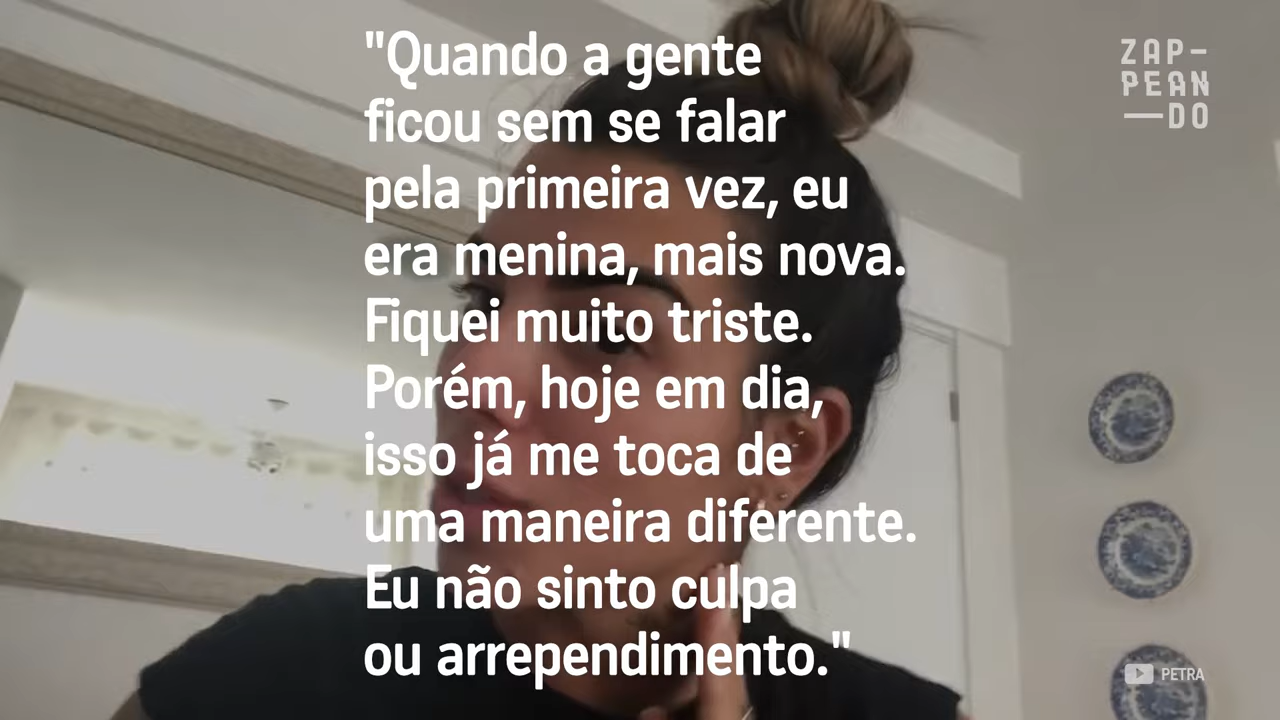 "Quando a gente
ficou sem se falar
pela primeira vez, eu
era menina, mais nova.
Fiquei muito triste.
Porém, hoje em dia,
isso já me toca de
uma maneira diferente.
Eu não sinto culpa
ou arrependimento."
ZAP-
PEAN
—DO
PETRA